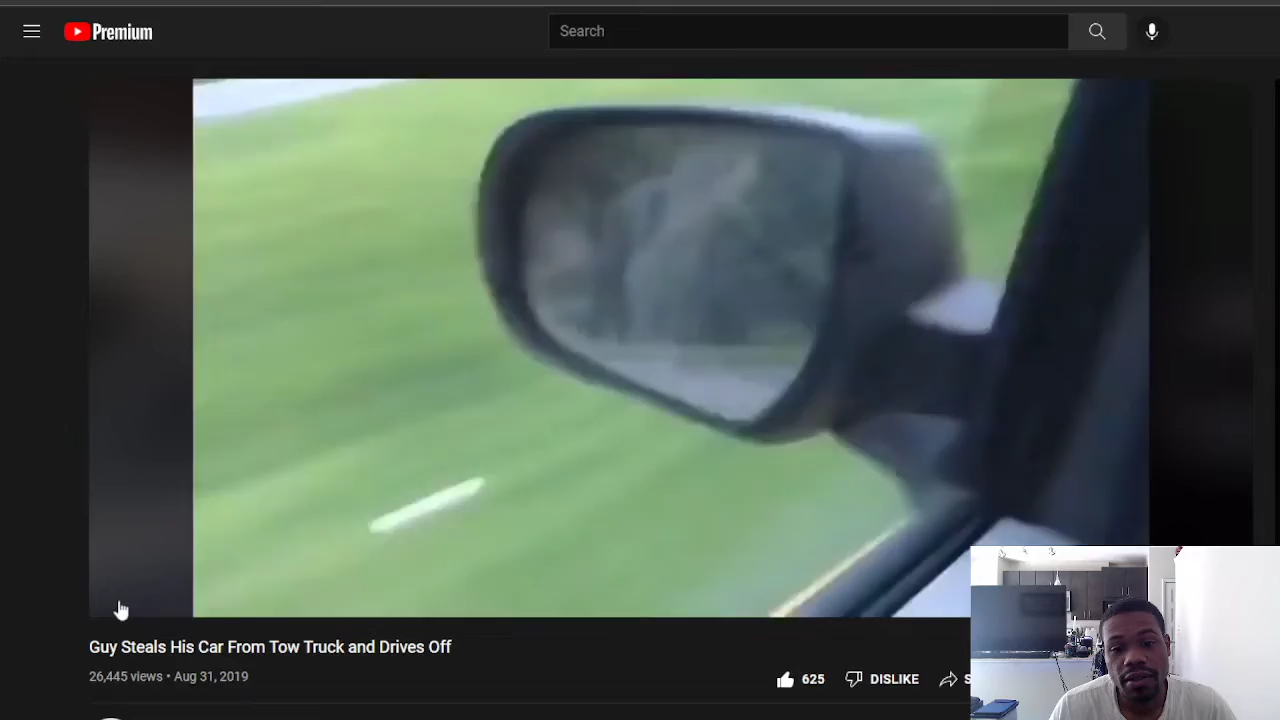 Premium
Search
Guy Steals His Car From Tow Truck and Drives Off
26,445 views • Aug 31, 2019
625
DISLIKE
S